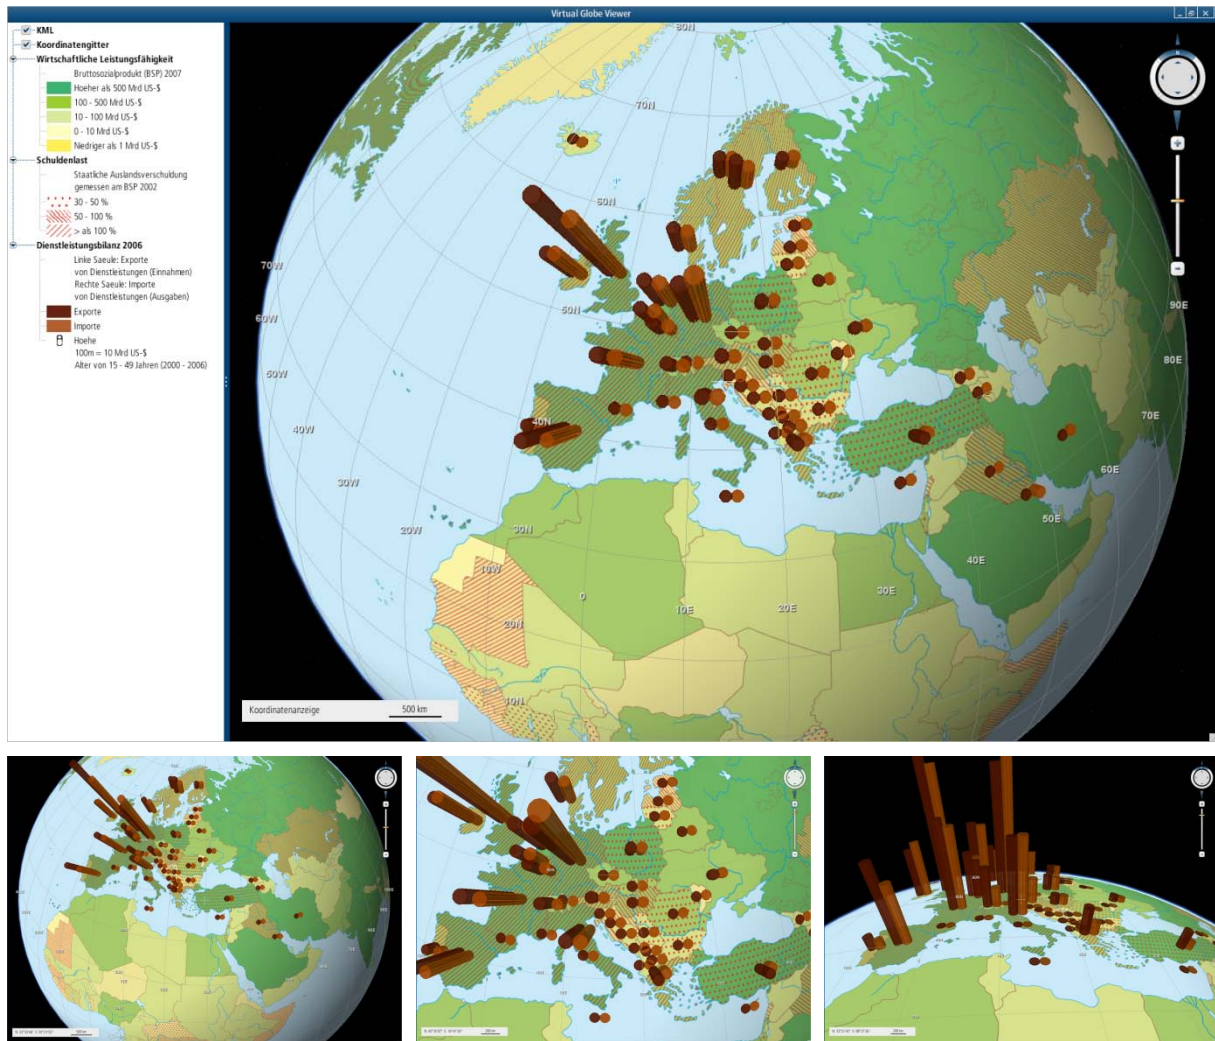 Virtual Globe Viewer
KML
Koordinatengitter
Wirtschaftliche Leistungsfähigkeit
Bruttosozialprodukt (BSP) 2007
Hoeher als 500 Mrd US-$
100 - 500 Mrd US-$
10 - 100 Mrd US-$
0 - 10 Mrd US-$
Niedriger als 1 Mrd US-$
Schuldenlast
Staatliche Auslandsverschuldung
gemessen am BSP 2002
30 - 50 %
50 - 100 %
> als 100 %
Dienstleistungsbilanz 2006
Linke Saeule: Exporte
von Dienstleistungen (Einnahmen)
Rechte Saeule: Importe
von Dienstleistungen (Ausgaben)
Exporte
Importe
Hoehe
100m = 10 Mrd US-$
Alter von 15 - 49 Jahren (2000 - 2006)
80N
70N
60N
50N
40N
30N
20N
10N
70W
60W
50W
40W
30W
20W
10W
0
10E
20E
30E
40E
50E
60E
70E
80E
90E
N
Koordinatenanzeige
500 km